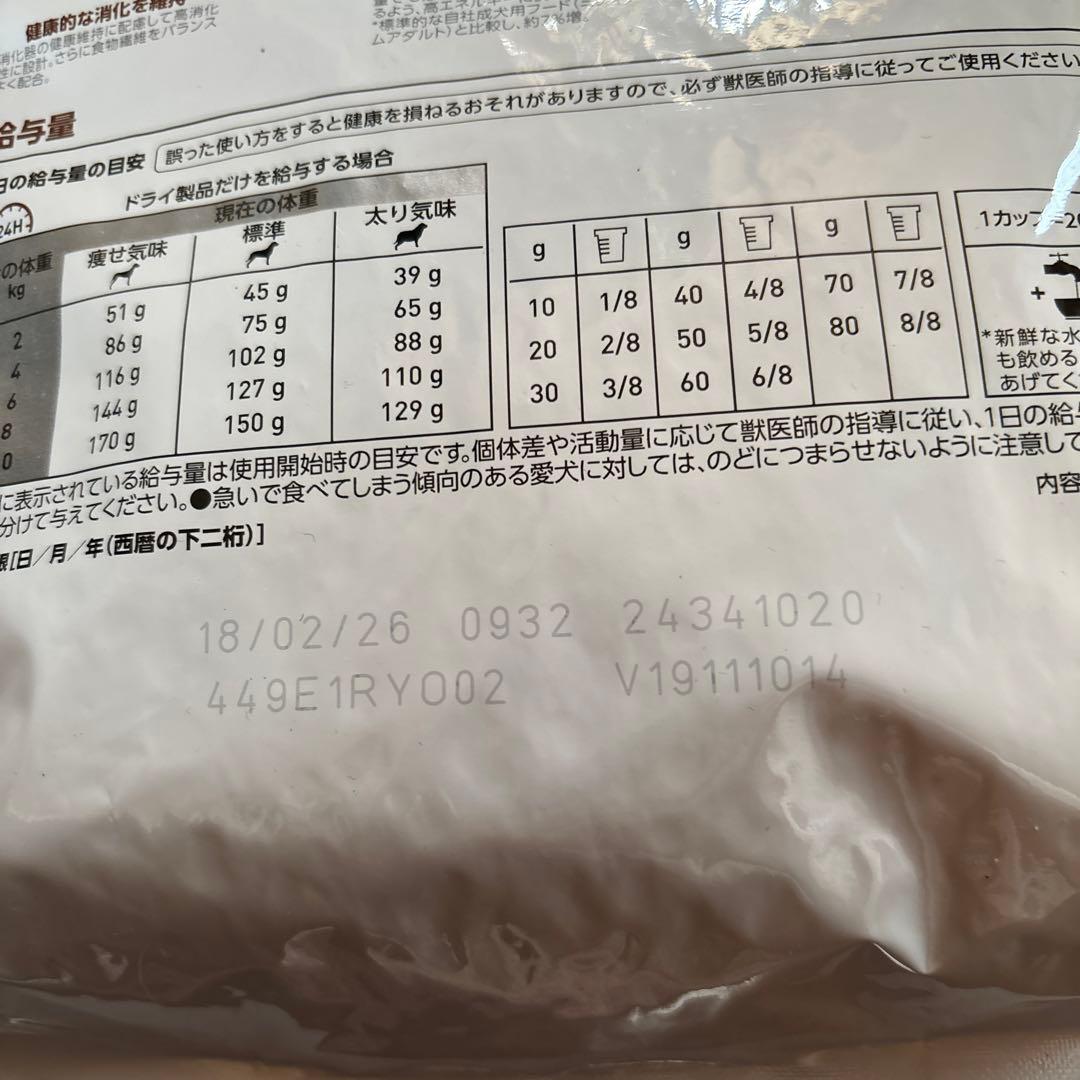 健康的な消化を維持
消化器の健康維持に配慮して高消化
性に設計。さらに食物繊維をバランス
よく配合。
るよう、高エネルギー
*標準的な自社成犬用フード(
ムアダルト)と比較し、約7%増。
給与量
日の給与量の目安 誤った使い方をすると健康を損ねるおそれがありますので、必ず獣医師の指導に従ってご使用ください
ドライ製品だけを給与する場合
24H
現在の体重
の体重 kg 痩せ気味 標準 太り気味
2 51 g 45 g 39 g
4 86 g 75 g 65 g
6 116 g 102 g 88 g
8 144 g 127 g 110 g
0 170 g 150 g 129 g
g g g
10 1/8 40 4/8 70 7/8
20 2/8 50 5/8 80 8/8
30 3/8 60 6/8
1カップ=20
+
*新鮮な水
も飲める
あげてく
に表示されている給与量は使用開始時の目安です。個体差や活動量に応じて獣医師の指導に従い、1日の給
分けて与えてください。●急いで食べてしまう傾向のある愛犬に対しては、のどにつまらせないように注意して
内容
限[日/月/年(西暦の下二桁)]
18/02/26 0932 24341020
449E1RY002 V19111014